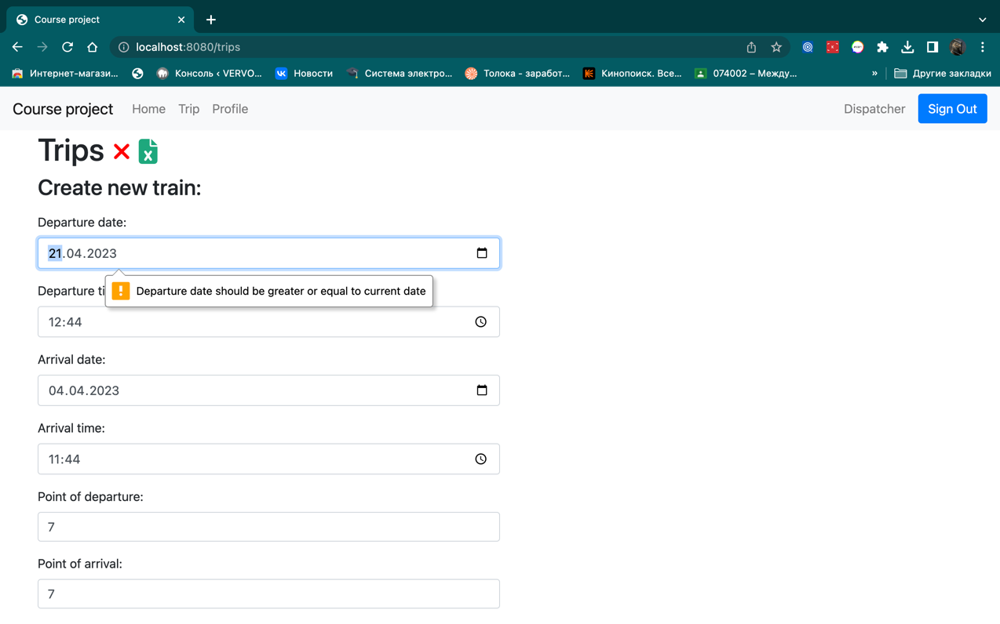 Course project
localhost:8080/trips
Интернет-магази... Консоль ‹ VERVO... Новости Система электро... Толока - заработ... Кинопоиск. Все... 074002 – Между... » Другие закладки
Course project Home Trip Profile Dispatcher Sign Out
Trips
Create new train:
Departure date:
21.04.2023
Departure ti
Departure date should be greater or equal to current date
12:44
Arrival date:
04.04.2023
Arrival time:
11:44
Point of departure:
7
Point of arrival:
7